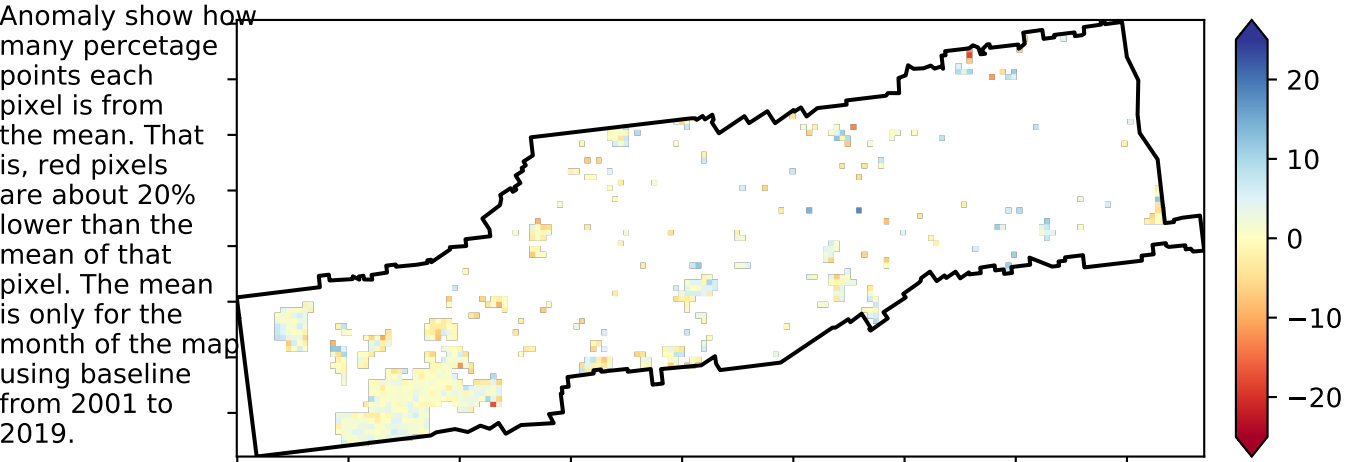 Anomaly show how
many percetage
points each
pixel is from
the mean. That
is, red pixels
are about 20%
lower than the
mean of that
pixel. The mean
is only for the
month of the map
using baseline
from 2001 to
2019.
20
10
0
−10
−20